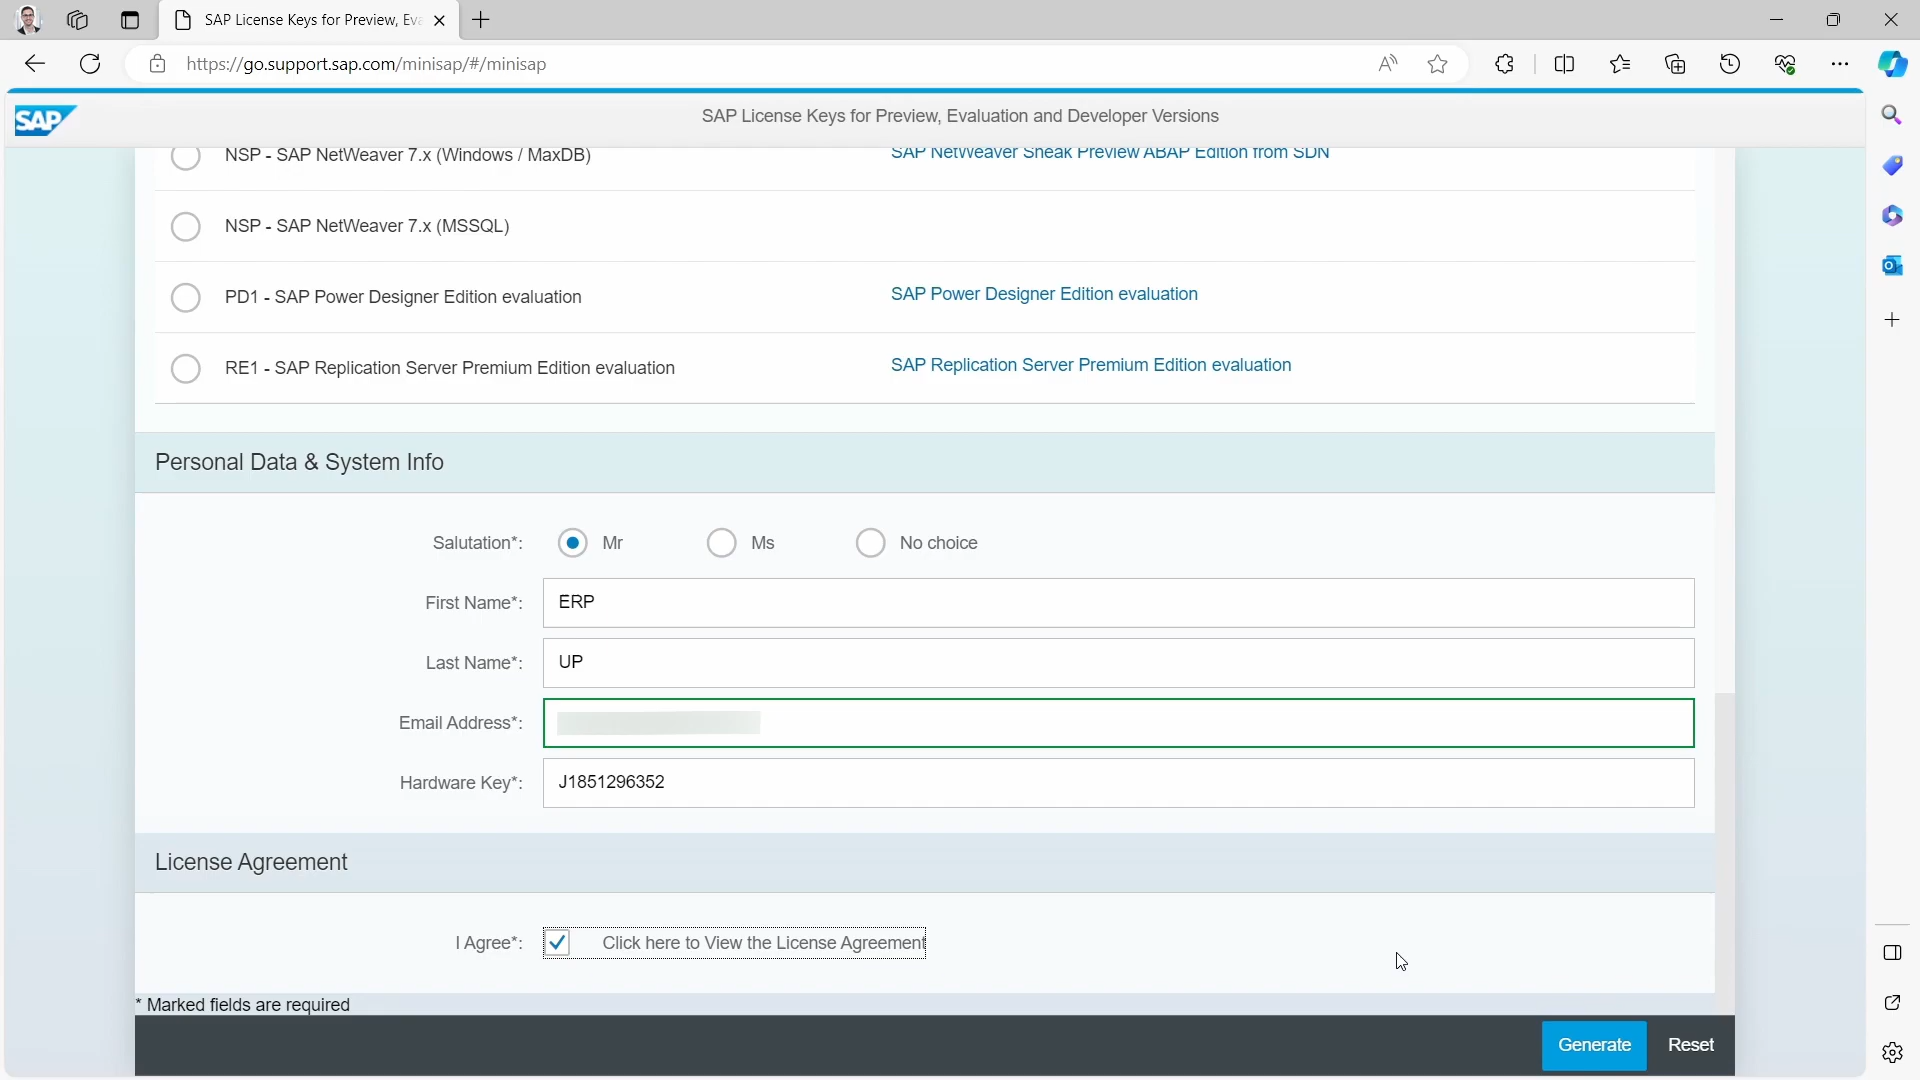 SAP License Keys for Preview, Eva
https://go.support.sap.com/minisap/#/minisap
SAP
SAP License Keys for Preview, Evaluation and Developer Versions
NSP - SAP NetWeaver 7.x (Windows / MaxDB)
SAP NetWeaver Sneak Preview ABAP Edition from SDN
NSP - SAP NetWeaver 7.x (MSSQL)
PD1 - SAP Power Designer Edition evaluation
SAP Power Designer Edition evaluation
RE1 - SAP Replication Server Premium Edition evaluation
SAP Replication Server Premium Edition evaluation
Personal Data & System Info
Salutation*: Mr Ms No choice
First Name*: ERP
Last Name*: UP
Email Address*:
Hardware Key*: J1851296352
License Agreement
I Agree*: Click here to View the License Agreement
* Marked fields are required
Generate Reset